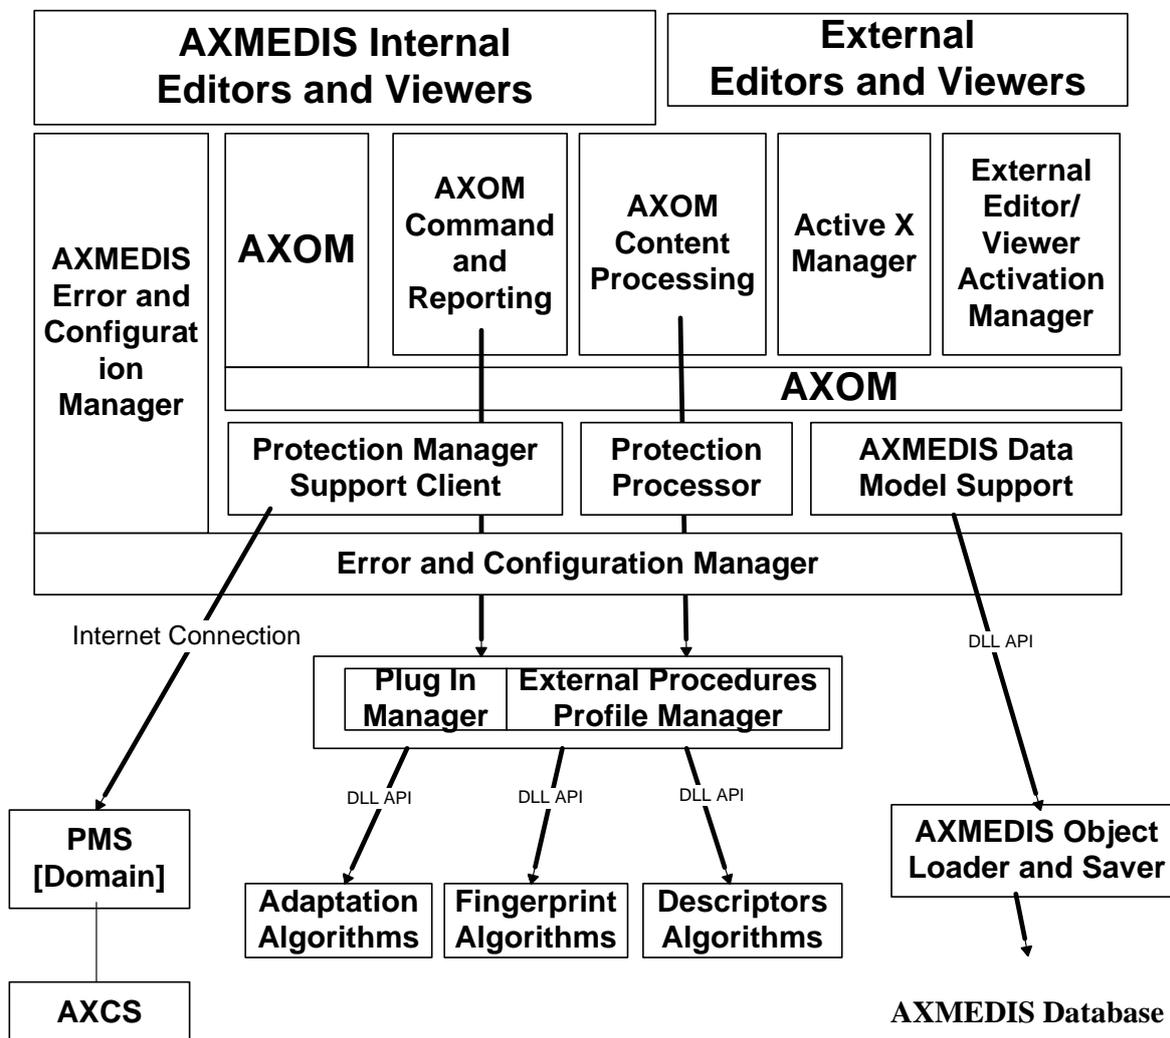 AXMEDIS Internal
Editors and Viewers
External
Editors and Viewers
AXMEDIS
Error and
Configurat
ion
Manager
AXOM
AXOM
Command
and
Reporting
AXOM
Content
Processing
Active X
Manager
External
Editor/
Viewer
Activation
Manager
AXOM
Protection Manager
Support Client
Protection
Processor
AXMEDIS Data
Model Support
Error and Configuration Manager
Internet Connection
DLL API
Plug In
Manager
External Procedures
Profile Manager
DLL API
DLL API
DLL API
PMS
[Domain]
AXMEDIS Object
Loader and Saver
Adaptation
Algorithms
Fingerprint
Algorithms
Descriptors
Algorithms
AXCS
AXMEDIS Database